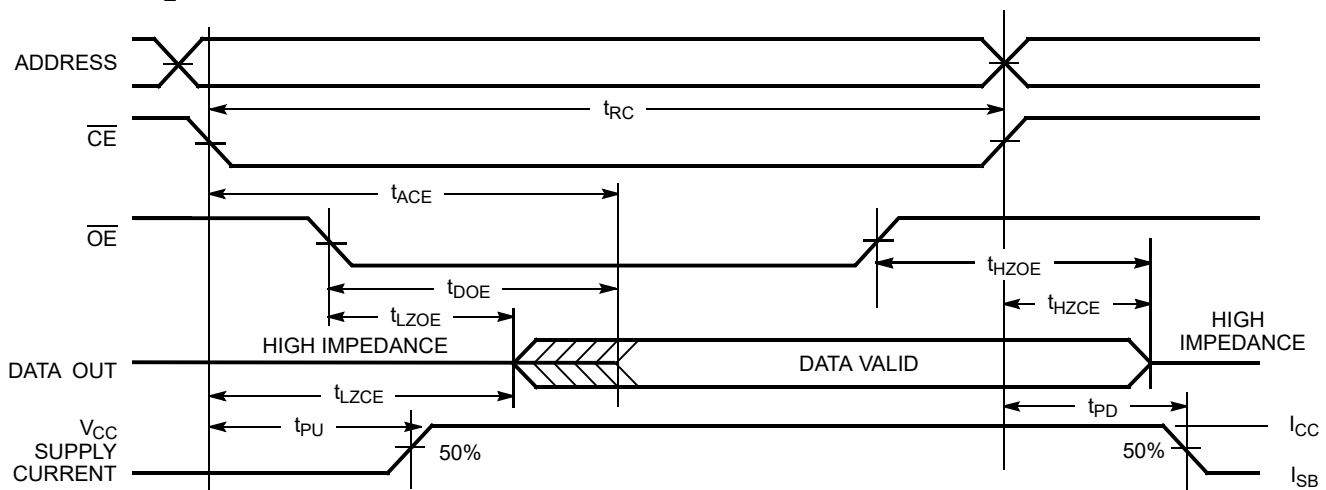 ADDRESS
tRC
CE
tACE
OE
tHZOE
tDOE
tHZCE
tLZOE
HIGH IMPEDANCE
HIGH
IMPEDANCE
DATA OUT
DATA VALID
tLZCE
tPD
VCC
SUPPLY
CURRENT
tPU
50%
50%
ICC
ISB